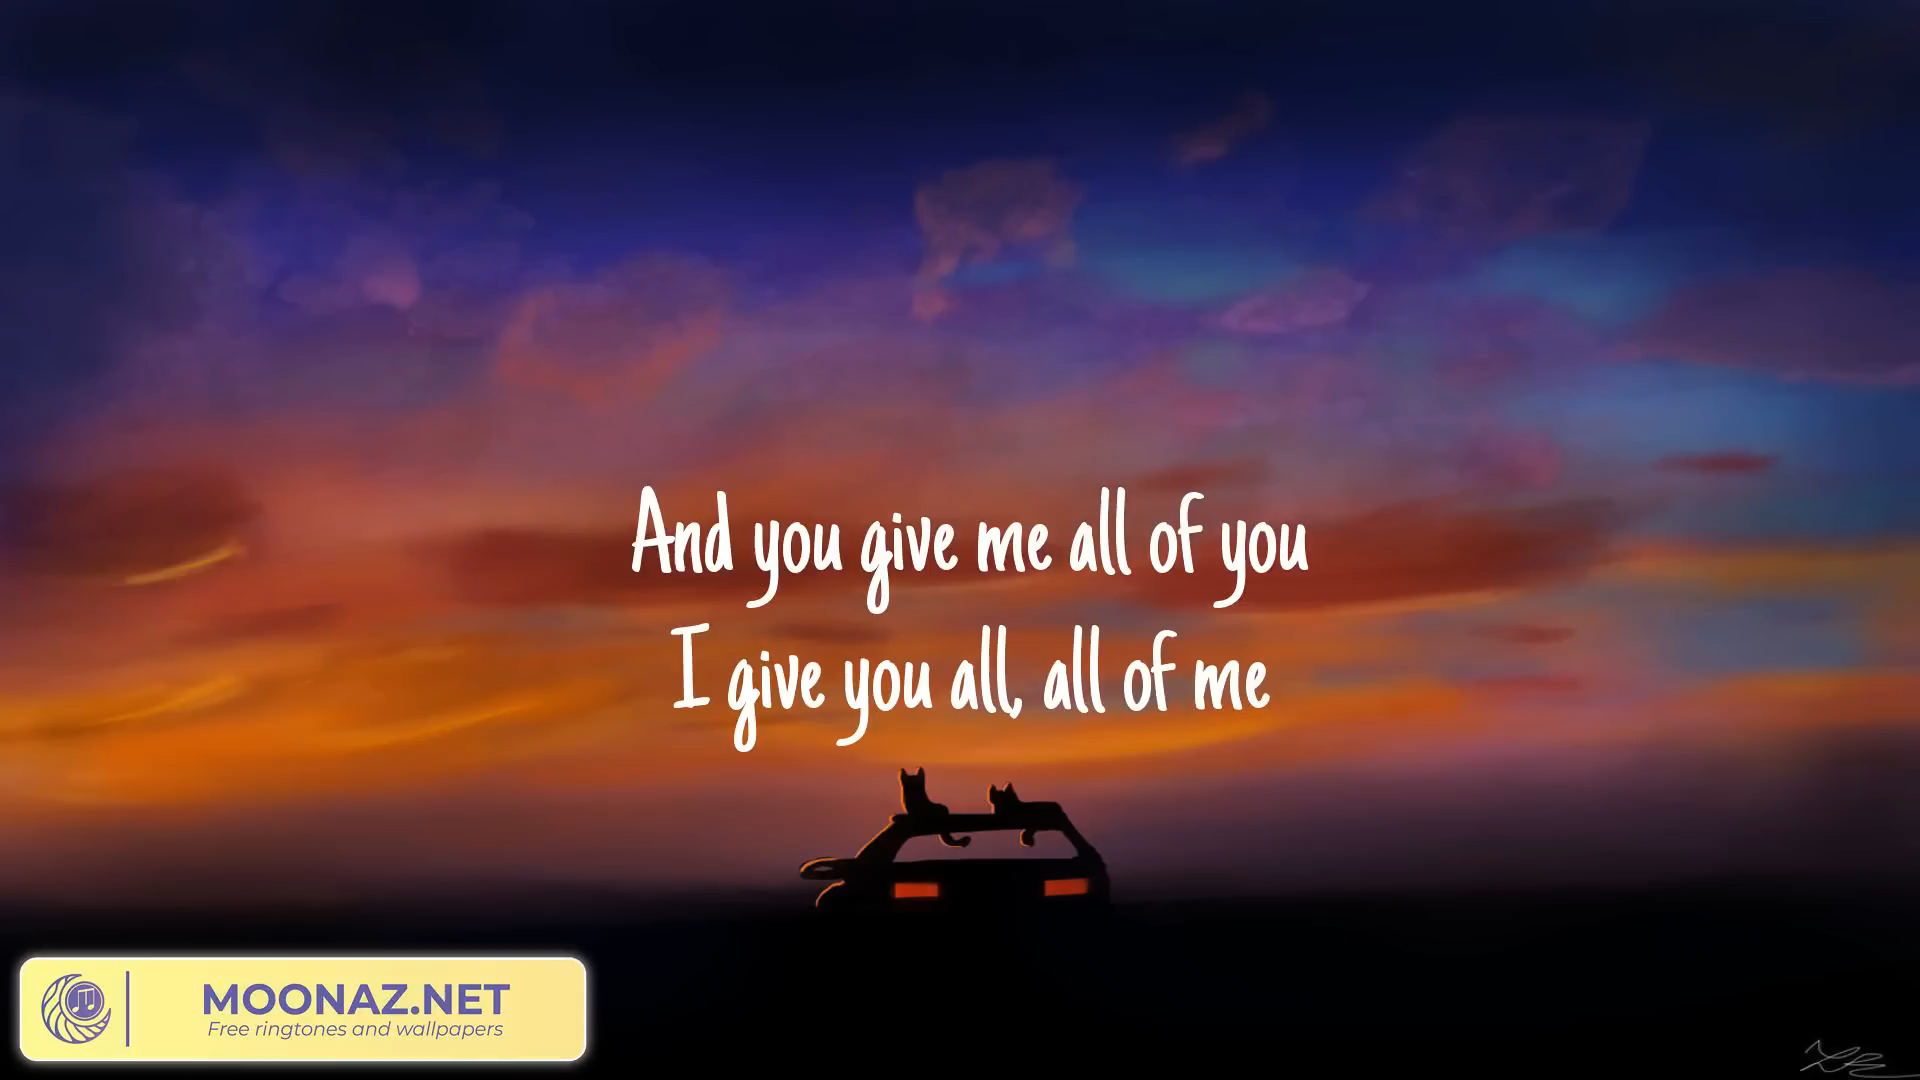 And you give me all of you
I give you all, all of me
MOONAZ.NET
Free ringtones and wallpapers